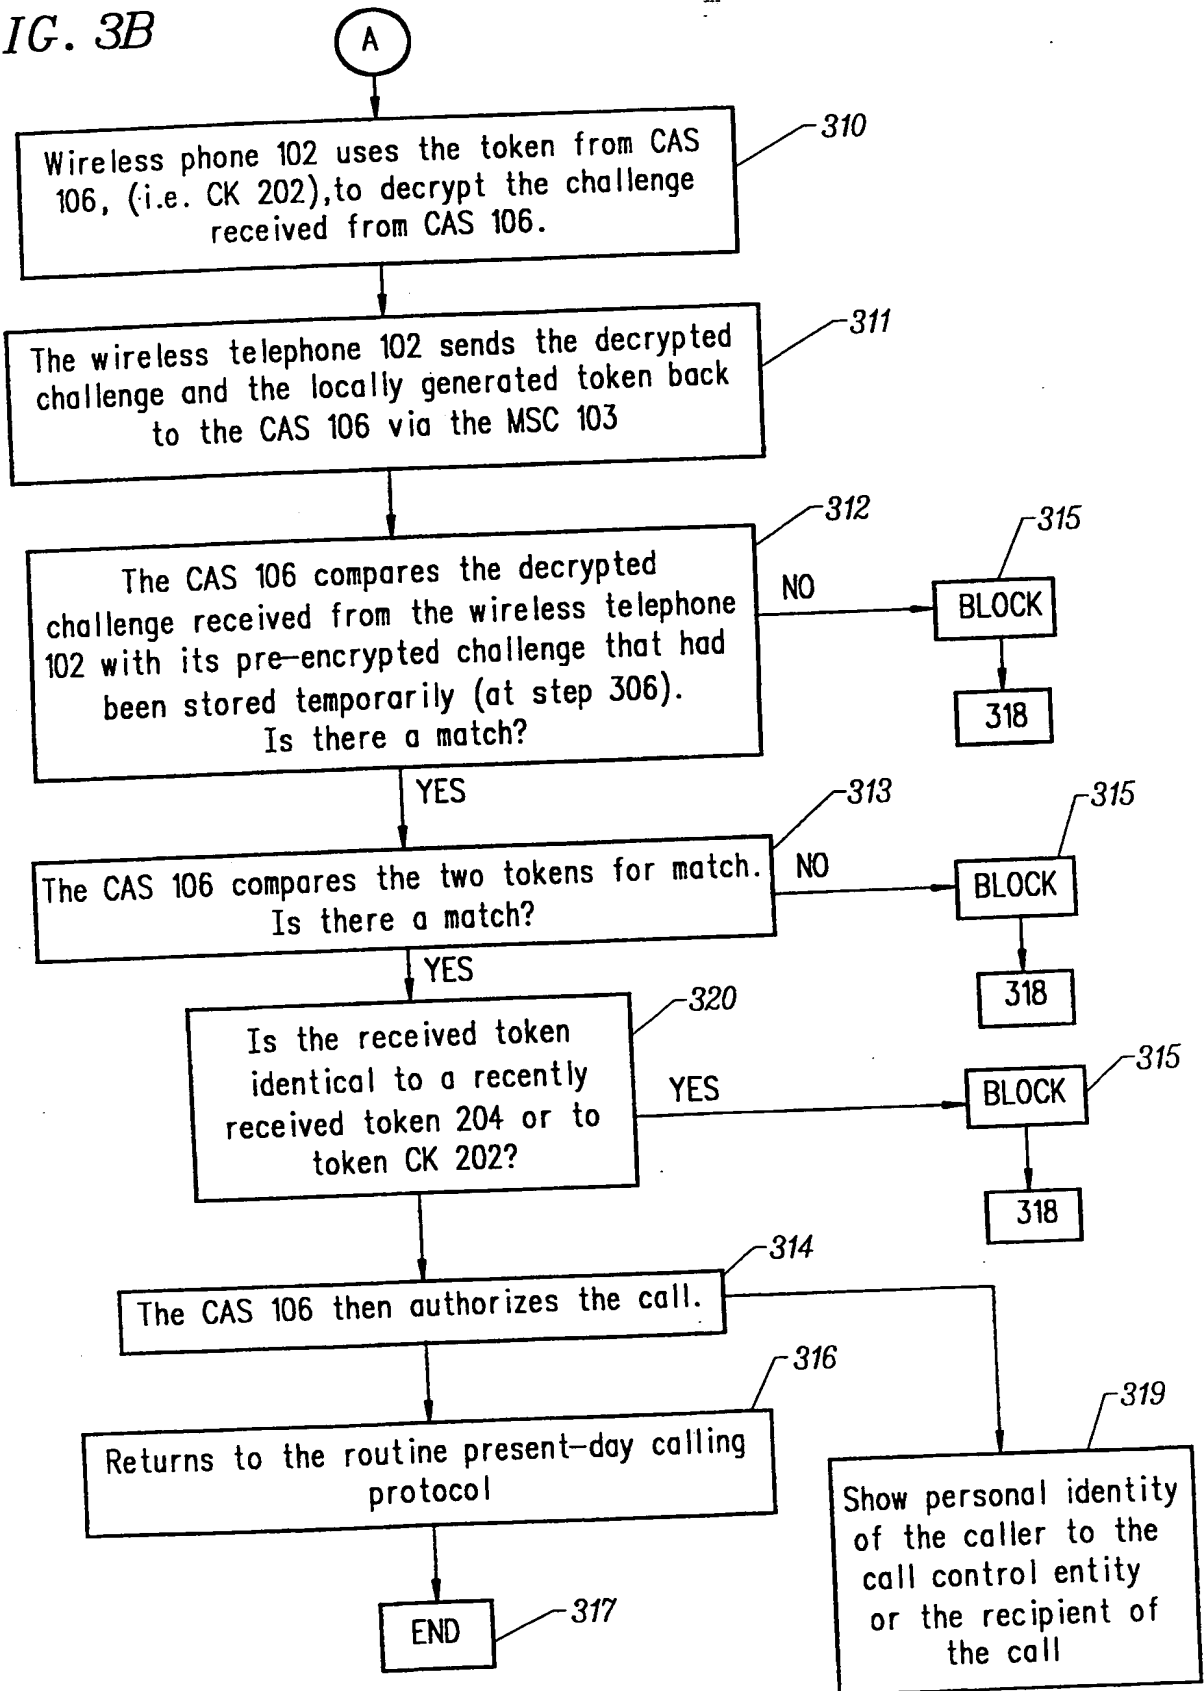 IG. 3B
A
310
Wireless phone 102 uses the token from CAS
106, (i.e. CK 202),to decrypt the challenge
received from CAS 106.
311
The wireless telephone 102 sends the decrypted
challenge and the locally generated token back
to the CAS 106 via the MSC 103
312
The CAS 106 compares the decrypted
challenge received from the wireless telephone
102 with its pre-encrypted challenge that had
been stored temporarily (at step 306).
Is there a match?
NO
315
BLOCK
318
YES
313
The CAS 106 compares the two tokens for match.
Is there a match?
NO
315
BLOCK
318
YES
320
Is the received token
identical to a recently
received token 204 or to
token CK 202?
YES
315
BLOCK
318
314
The CAS 106 then authorizes the call.
316
Returns to the routine present-day calling
protocol
319
Show personal identity
of the caller to the
call control entity
or the recipient of
the call
317
END